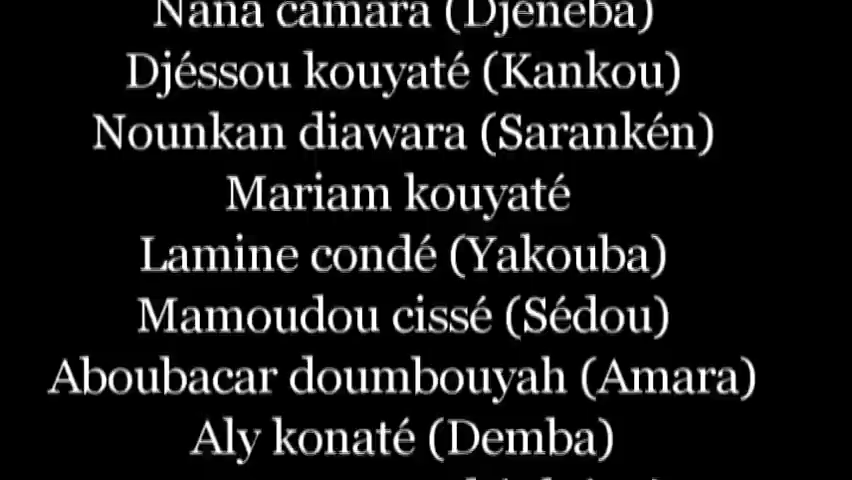 Nana camara (Djeneba)
Djéssou kouyaté (Kankou)
Nounkan diawara (Sarankén)
Mariam kouyaté
Lamine condé (Yakouba)
Mamoudou cissé (Sédou)
Aboubacar doumbouyah (Amara)
Aly konaté (Demba)